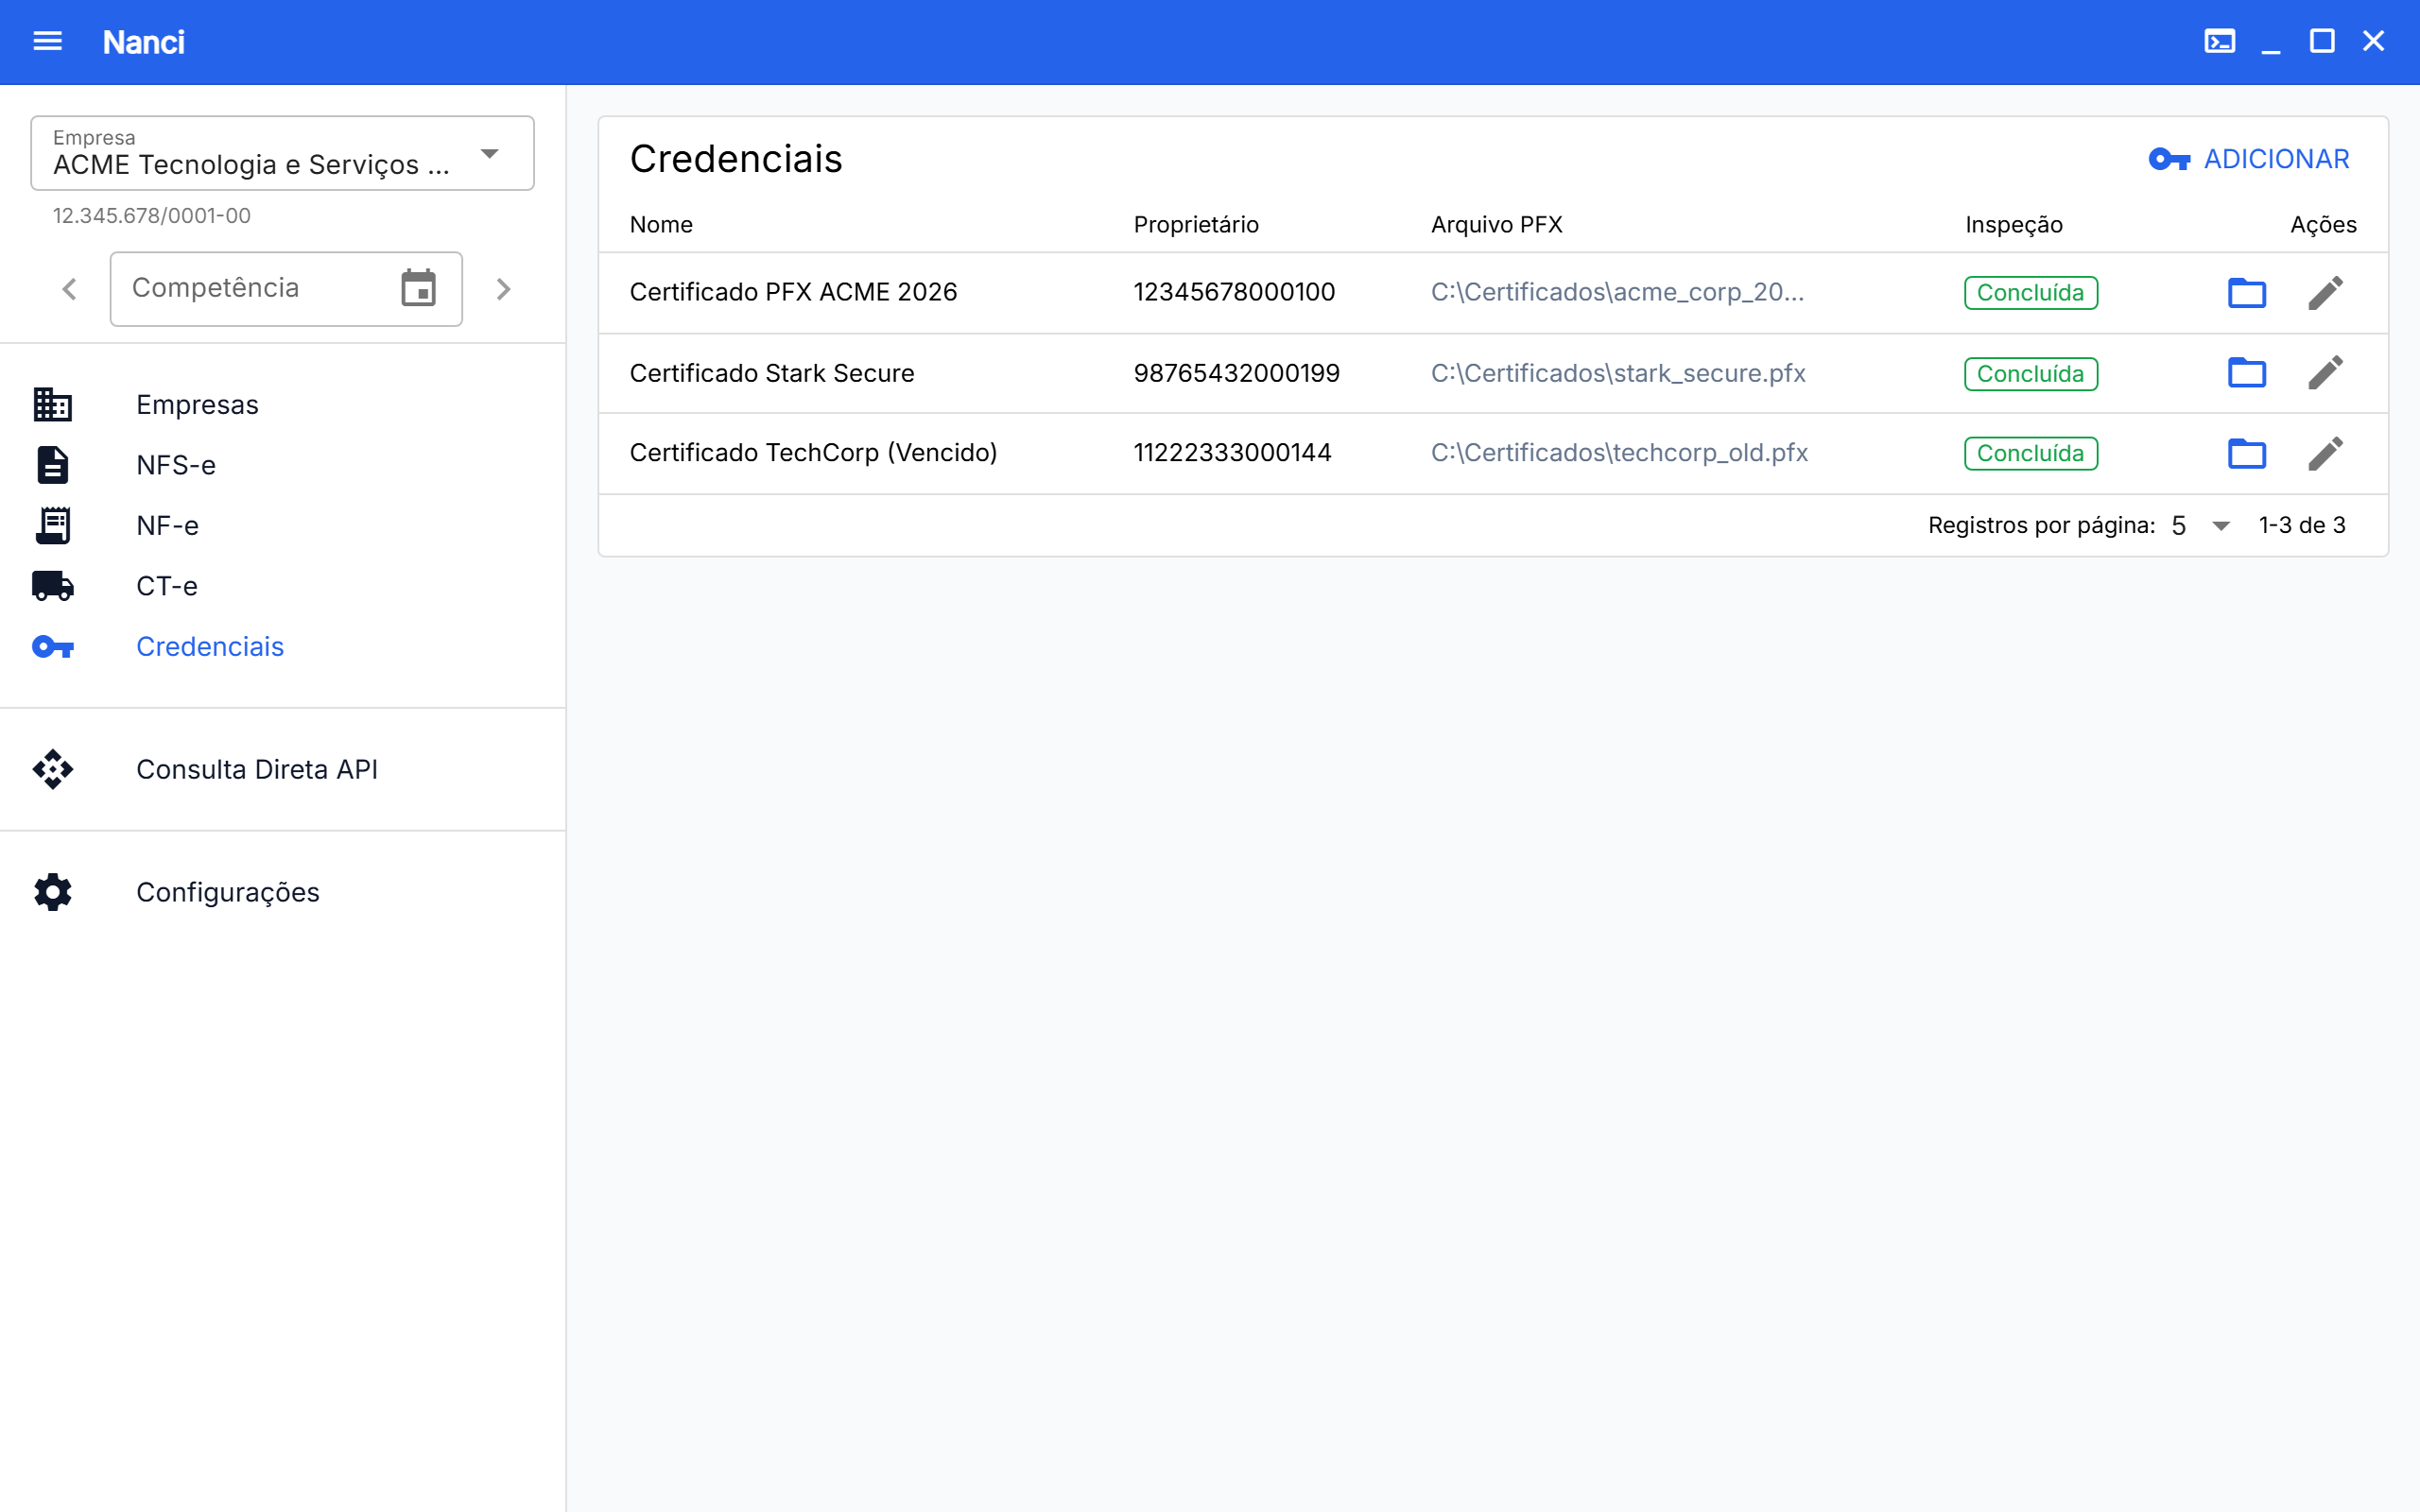 Nanci
Empresa
ACME Tecnologia e Serviços ...
12.345.678/0001-00
Competência
Empresas
NFS-e
NF-e
CT-e
Credenciais
Consulta Direta API
Configurações
Credenciais
ADICIONAR
Nome Proprietário Arquivo PFX Inspeção Ações
Certificado PFX ACME 2026 12345678000100 C:\Certificados\acme_corp_20... Concluída
Certificado Stark Secure 98765432000199 C:\Certificados\stark_secure.pfx Concluída
Certificado TechCorp (Vencido) 11222333000144 C:\Certificados\techcorp_old.pfx Concluída
Registros por página: 5 1-3 de 3